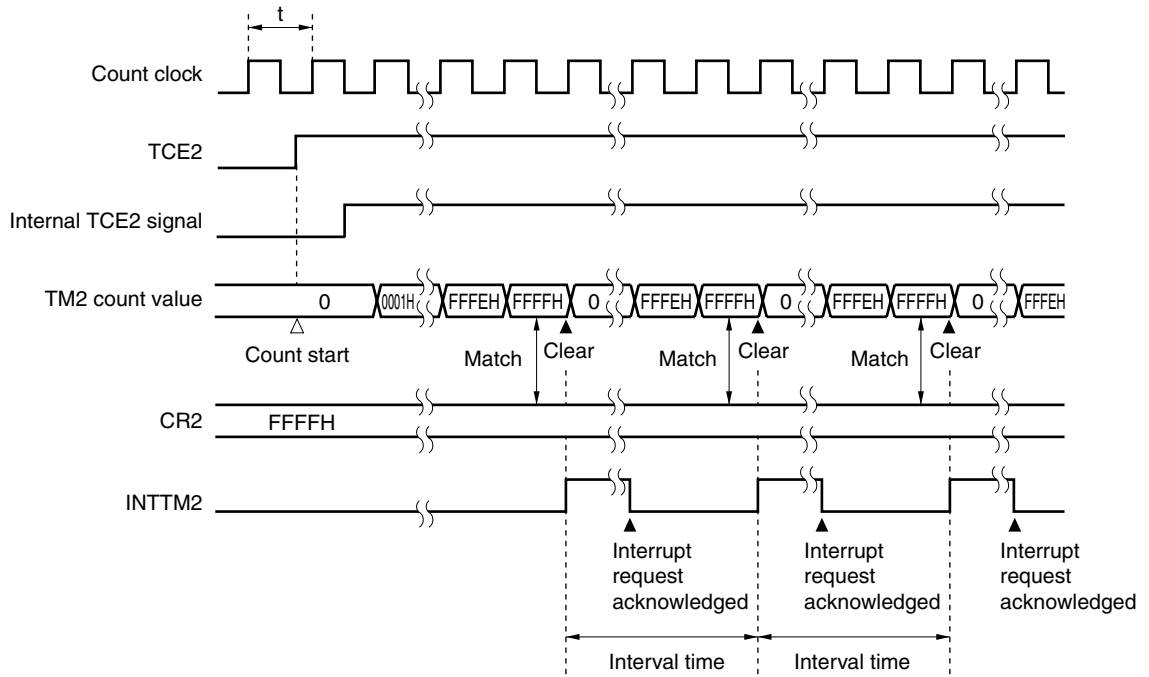 t
Count clock
TCE2
Internal TCE2 signal
TM2 count value
0
0001H
FFFEH
FFFFH
0
FFFEH
FFFFH
0
FFFEH
FFFFH
0
FFFEH
Count start
Match
Clear
Match
Clear
Match
Clear
CR2
FFFFH
INTTM2
Interrupt
request
acknowledged
Interrupt
request
acknowledged
Interrupt
request
acknowledged
Interval time
Interval time